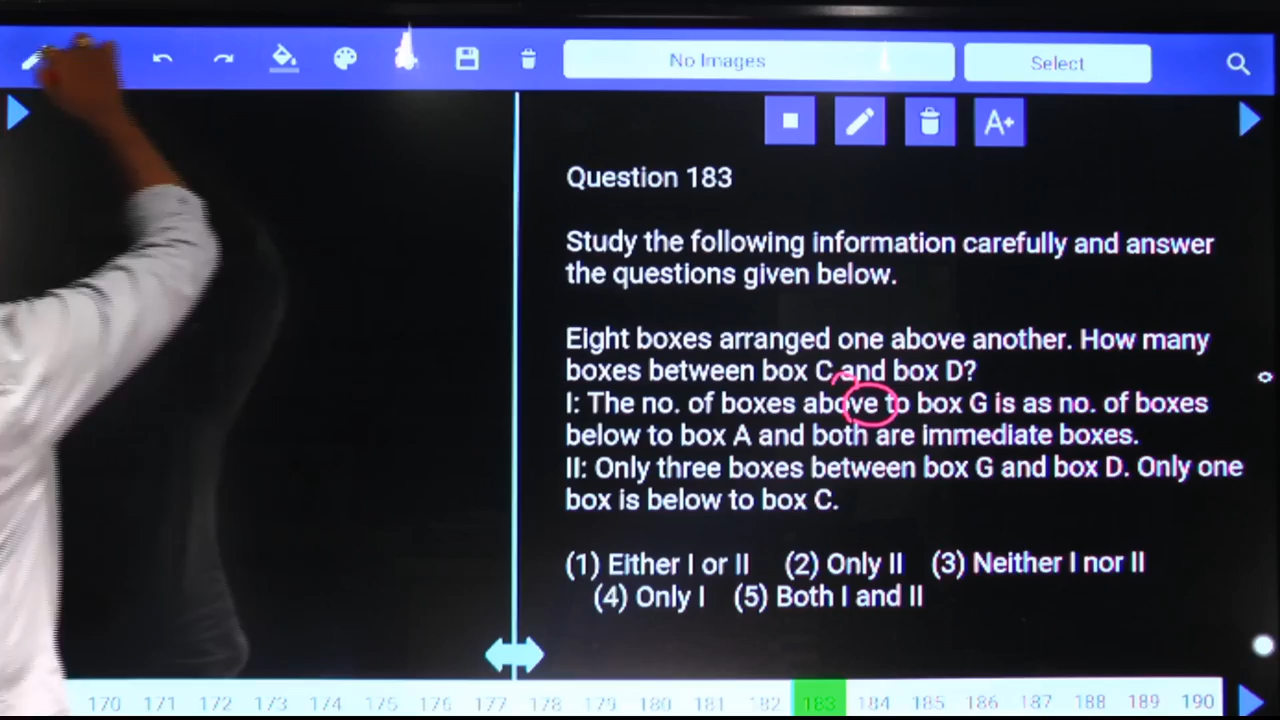 No Images
Select
A+
Question 183
Study the following information carefully and answer
the questions given below.
Eight boxes arranged one above another. How many
boxes between box C and box D?
I: The no. of boxes above to box G is as no. of boxes
below to box A and both are immediate boxes.
II: Only three boxes between box G and box D. Only one
box is below to box C.
(1) Either I or II (2) Only II (3) Neither I nor II
(4) Only I (5) Both I and II
170 171 172 173 174 175 176 177 178 179 180 181 182 183 184 185 186 187 188 189 190